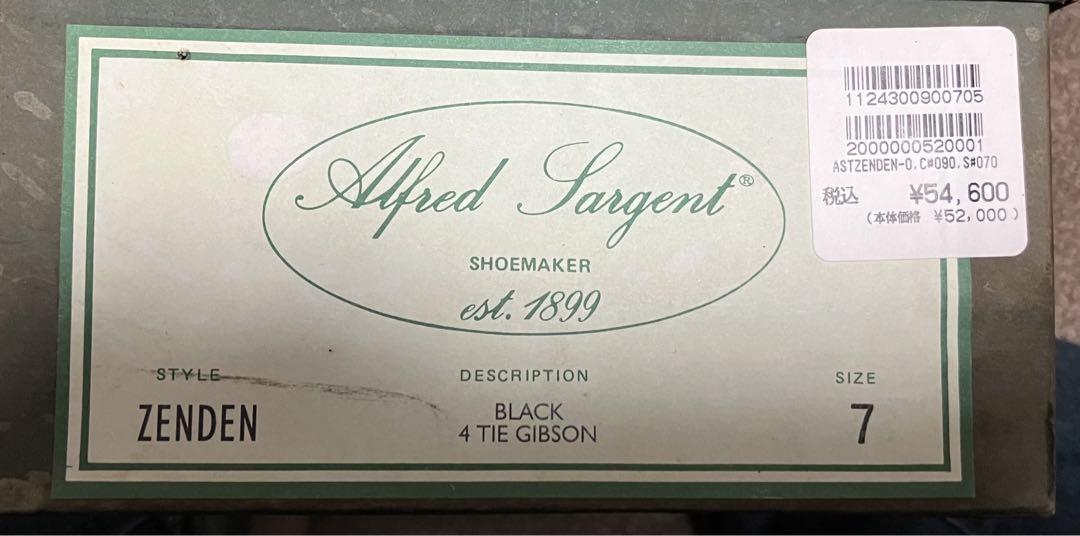 Alfred Sargent®
SHOEMAKER
est. 1899
STYLE
ZENDEN
DESCRIPTION
BLACK
4 TIE GIBSON
SIZE
7
1124300900705
2000000520001
ASTZENDEN-0.C#090.S#070
税込 ¥54,600
(本体価格 ¥52,000)